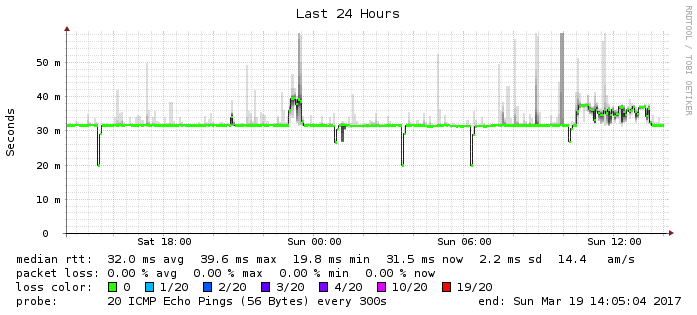 Last 24 Hours
RRDTOOL / TOBI OETIKER
Seconds
50 m
40 m
30 m
20 m
10 m
0
Sat 18:00 Sun 00:00 Sun 06:00 Sun 12:00
median rtt: 32.0 ms avg 39.6 ms max 19.8 ms min 31.5 ms now 2.2 ms sd 14.4 am/s
packet loss: 0.00 % avg 0.00 % max 0.00 % min 0.00 % now
loss color: 0 1/20 2/20 3/20 4/20 10/20 19/20
probe: 20 ICMP Echo Pings (56 Bytes) every 300s end: Sun Mar 19 14:05:04 2017